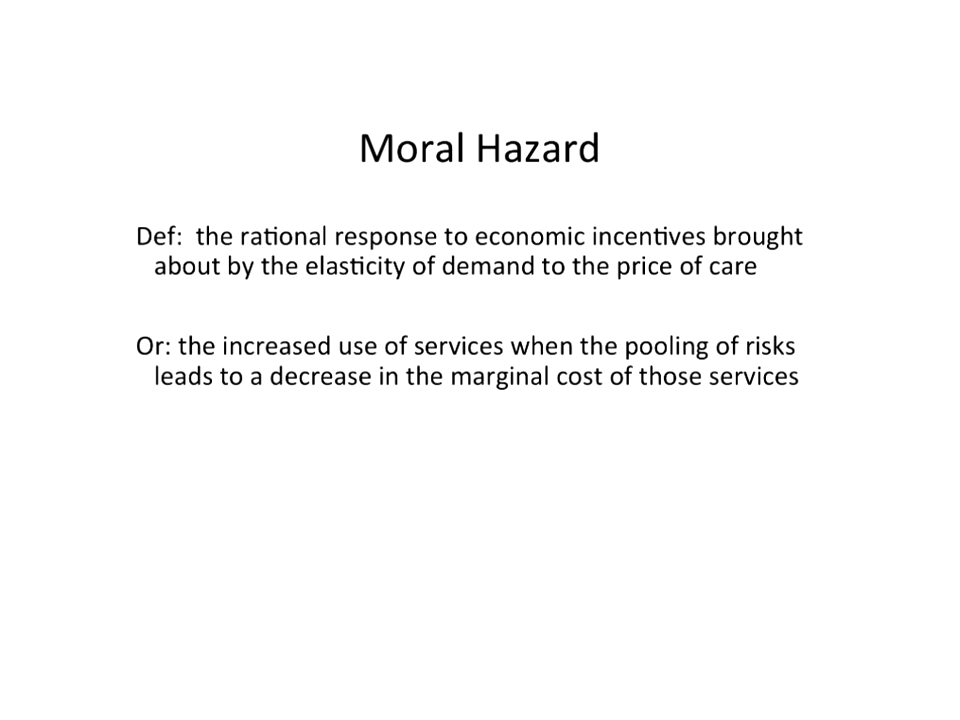 Moral Hazard
Def:  the rational response to economic incentives brought
about by the elasticity of demand to the price of care
Or: the increased use of services when the pooling of risks
leads to a decrease in the marginal cost of those services